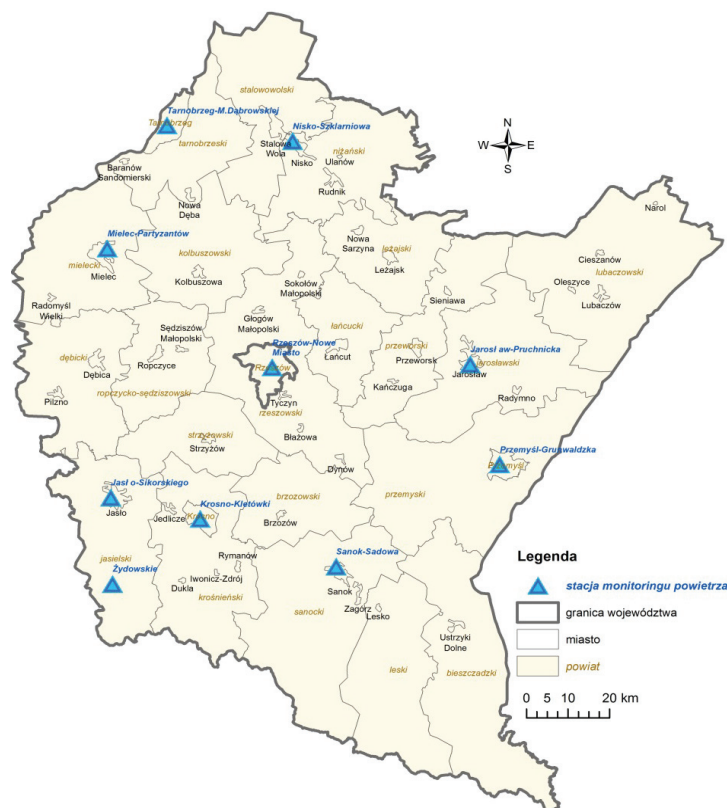 stalowowolski
Tarnobrzeg-M.Dąbrowskiej
Tarnobrzeg
Nisko-Szklarniowa
tarnobrzeski
Stalowa
Wola
niżański
Nisko
Ulanów
Baranów
Sandomierski
Rudnik
Nowa
Dęba
Narol
Mielec-Partyzantów
mielecki
Mielec
kolbuszowski
Kolbuszowa
Nowa
Sarzyna
leżajski
Leżajsk
Cieszanów
lubaczowski
Oleszyce
Lubaczów
Sieniawa
Sokołów
Małopolski
Radomyśl
Wielki
Głogów
Małopolski
Sędziszów
Małopolski
łańcucki
Rzeszów-Nowe
Miasto
Rzeszów
Łańcut
przeworski
Przeworsk
Jarosł aw-Pruchnicka
jarosławski
Jarosław
dębicki
Dębica
Ropczyce
Kańczuga
Radymno
Pilzno
ropczycko-sędziszowski
Tyczyn
rzeszowski
Błażowa
strzyżowski
Strzyżów
Dynów
Przemyśl-Grunwaldzka
Przemyśl
przemyski
Jasł o-Sikorskiego
Jasło
Jedlicze
Krosno-Kletówki
Krosno
brzozowski
Brzozów
jasielski
Żydowskie
Rymanów
Iwonicz-Zdrój
Dukla
krośnieński
Sanok-Sadowa
Sanok
Zagórz
Lesko
sanocki
Ustrzyki
Dolne
leski
bieszczadzki
N
W E
S
Legenda
stacja monitoringu powietrza
granica województwa
miasto
powiat
0 5 10 20 km